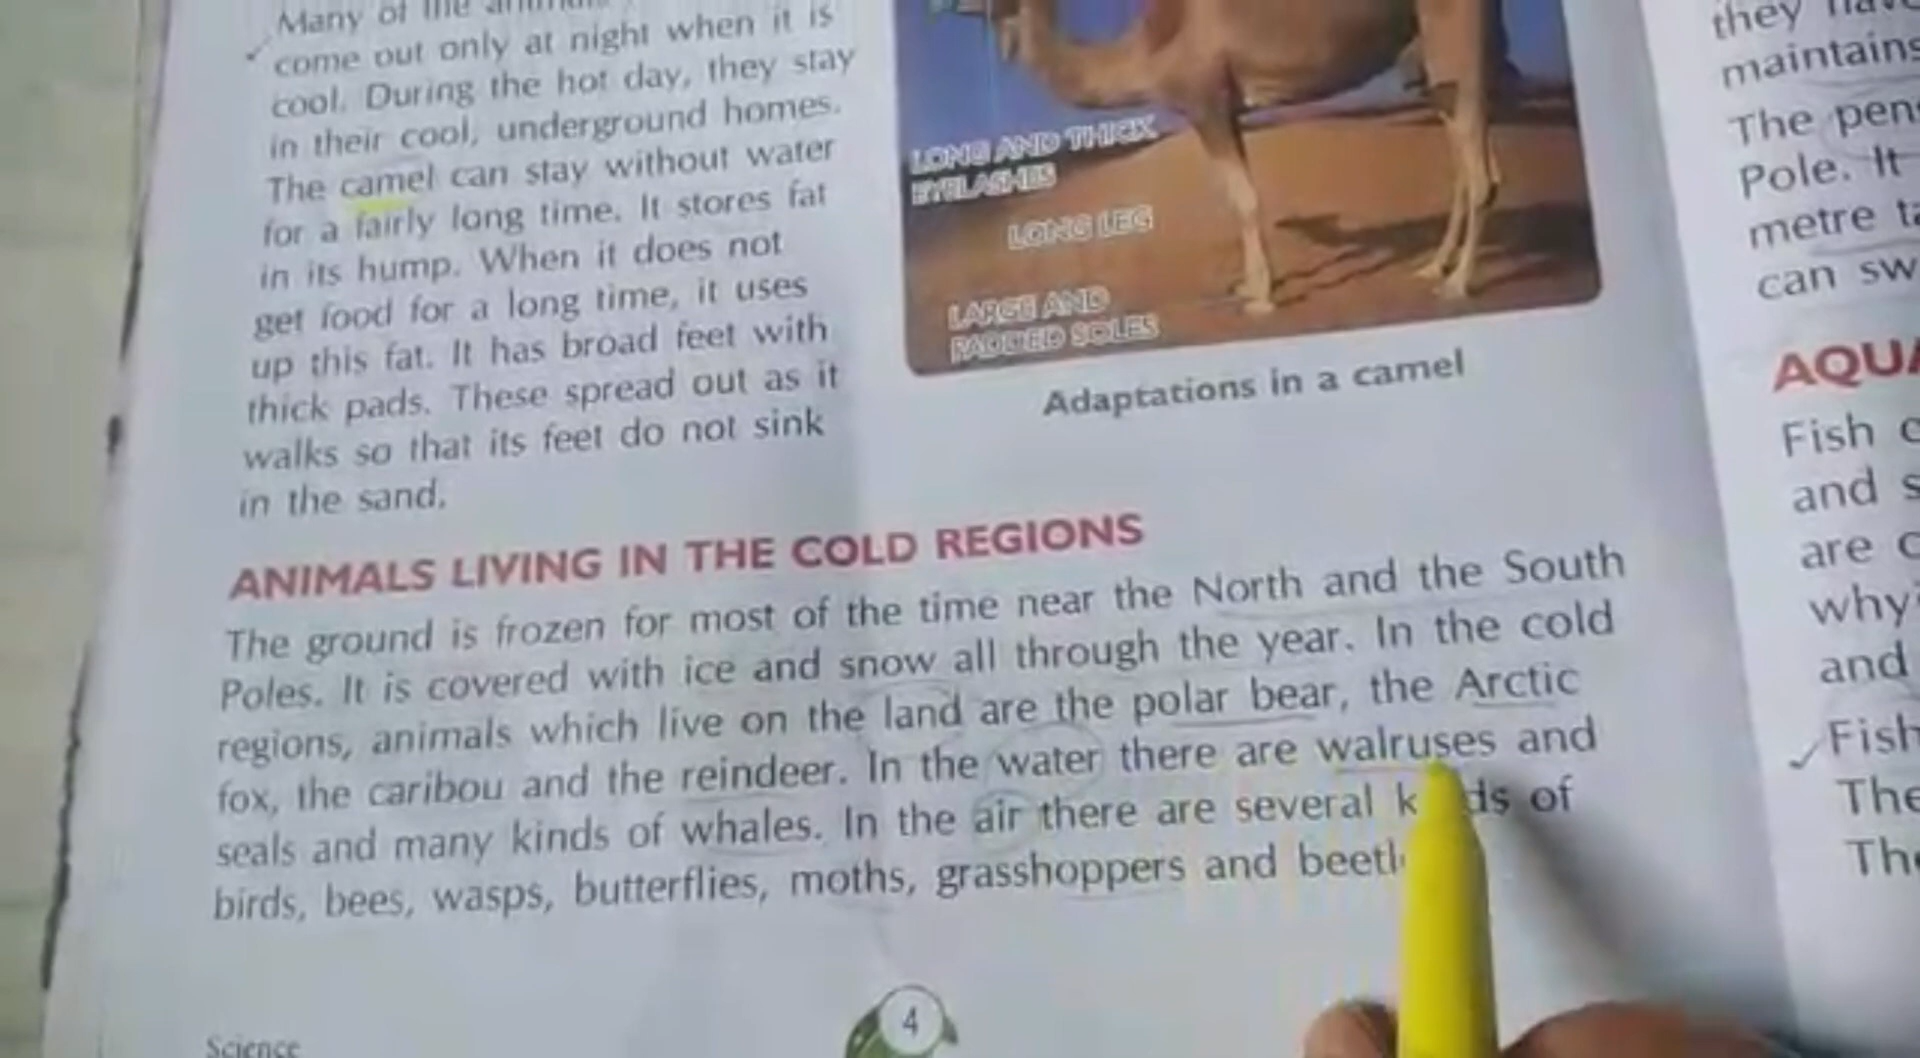 Many of the
come out only at night when it is
cool. During the hot day, they stay
in their cool, underground homes.
The camel can stay without water
for a fairly long time. It stores fat
in its hump. When it does not
get food for a long time, it uses
up this fat. It has broad feet with
thick pads. These spread out as it
walks so that its feet do not sink
in the sand.
LONG AND THICK
EYELASHES
LONG LEG
LARGE AND
PADDED SOLES
Adaptations in a camel
ANIMALS LIVING IN THE COLD REGIONS
The ground is frozen for most of the time near the North and the South
Poles. It is covered with ice and snow all through the year. In the cold
regions, animals which live on the land are the polar bear, the Arctic
fox, the caribou and the reindeer. In the water there are walruses and
seals and many kinds of whales. In the air there are several k ds of
birds, bees, wasps, butterflies, moths, grasshoppers and beetl
4
Science
they
maintains
The
Pole. It
metre
can
Fish
and
are
why
and
Fish
The